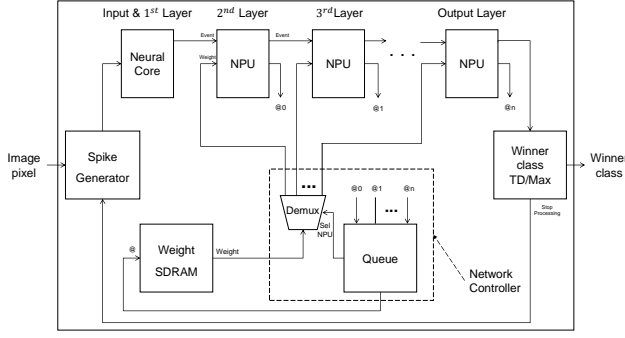 Input & 1st Layer
2nd Layer
3rdLayer
Output Layer
Event
Event
Weight
Neural
Core
NPU
NPU
. . .
NPU
@0
@1
@n
Image
pixel
Spike
Generator
Winner
class
TD/Max
Winner
class
Stop
Processing
...
Demux
@0
@1
@n
...
Sel
NPU
Queue
@
Weight
SDRAM
Weight
Network
Controller